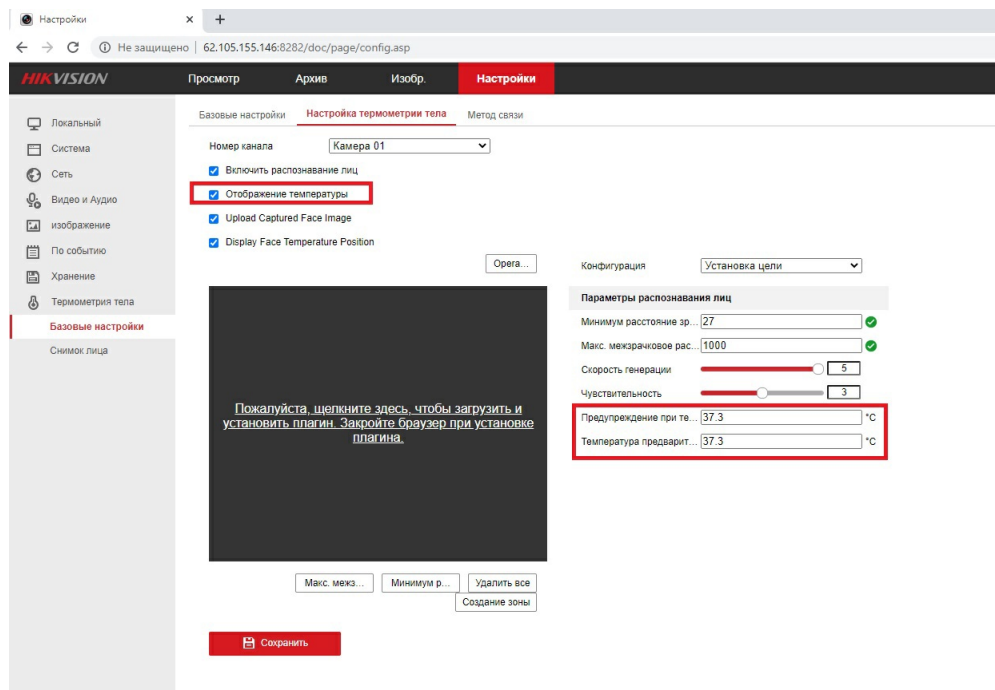 Настройки
Не защищено | 62.105.155.146:8282/doc/page/config.asp
HIKVISION Просмотр Архив Изобр. Настройки
Базовые настройки Настройка термометрии тела Метод связи
Локальный
Система
Сеть
Видео и Аудио
изображение
По событию
Хранение
Термометрия тела
Базовые настройки
Снимок лица
Номер канала Камера 01
Включить распознавание лиц
Отображение температуры
Upload Captured Face Image
Display Face Temperature Position
Opera...
Пожалуйста, щелкните здесь, чтобы загрузить и
установить плагин. Закройте браузер при установке
плагина.
Макс. межз... Минимум р... Удалить все
Создание зоны
Сохранить
Конфигурация Установка цели
Параметры распознавания лиц
Минимум расстояние зр... 27
Макс. межзрачковое рас... 1000
Скорость генерации 5
Чувствительность 3
Предупреждение при те... 37.3 °C
Температура предварит... 37.3 °C